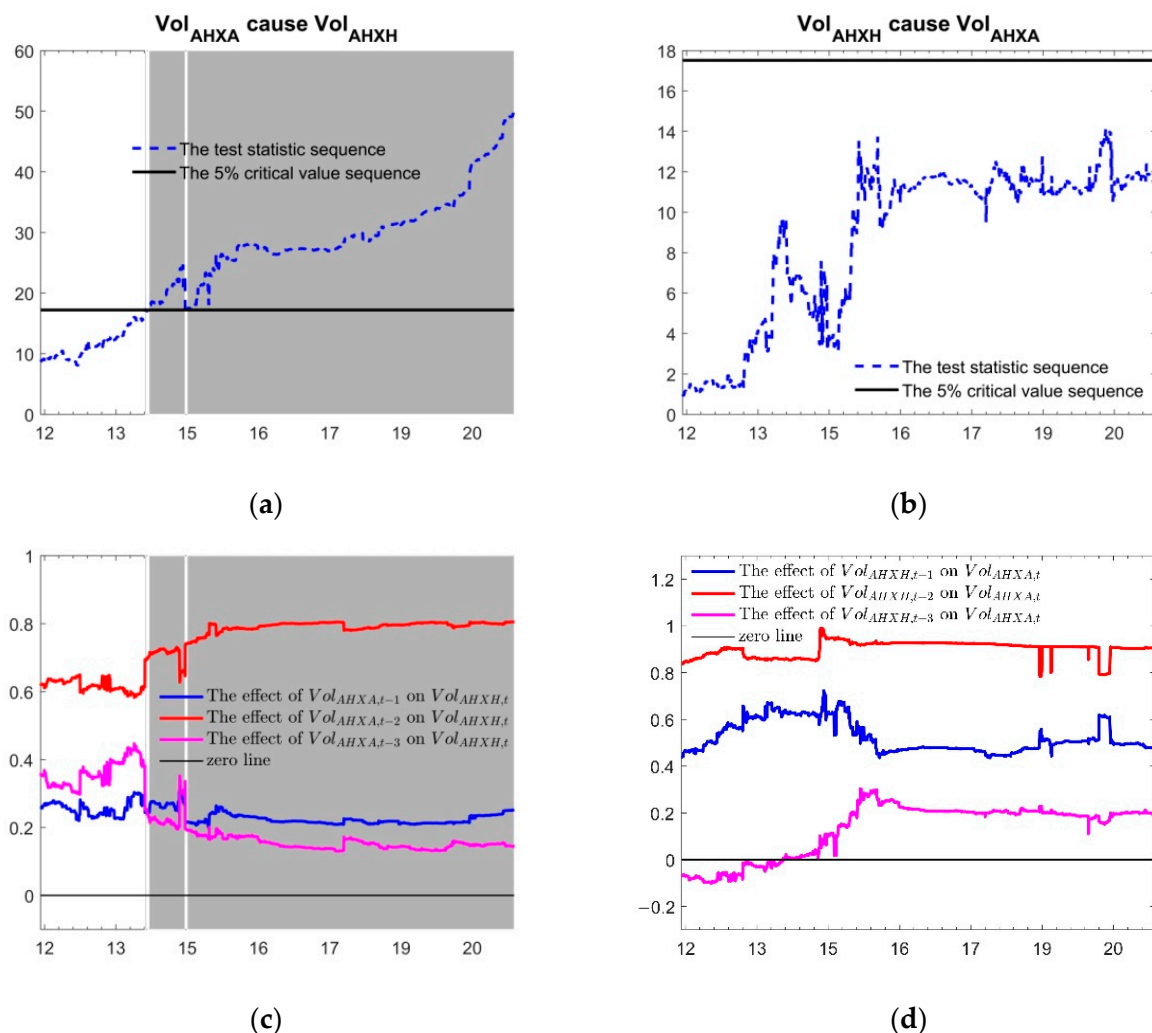 Vol_AHXA cause Vol_AHXH
60
50
40
30
20
10
0
The test statistic sequence
The 5% critical value sequence
12 13 15 16 17 19 20
(a)
Vol_AHXH cause Vol_AHXA
18
16
14
12
10
8
6
4
2
0
The test statistic sequence
The 5% critical value sequence
12 13 15 16 17 19 20
(b)
1
0.8
0.6
0.4
0.2
0
The effect of Vol_AHXA,t−1 on Vol_AHXH,t
The effect of Vol_AHXA,t−2 on Vol_AHXH,t
The effect of Vol_AHXA,t−3 on Vol_AHXH,t
zero line
12 13 15 16 17 19 20
(c)
1.2
1
0.8
0.6
0.4
0.2
0
−0.2
The effect of Vol_AHXH,t−1 on Vol_AHXA,t
The effect of Vol_AHXH,t−2 on Vol_AHXA,t
The effect of Vol_AHXH,t−3 on Vol_AHXA,t
zero line
12 13 15 16 17 19 20
(d)